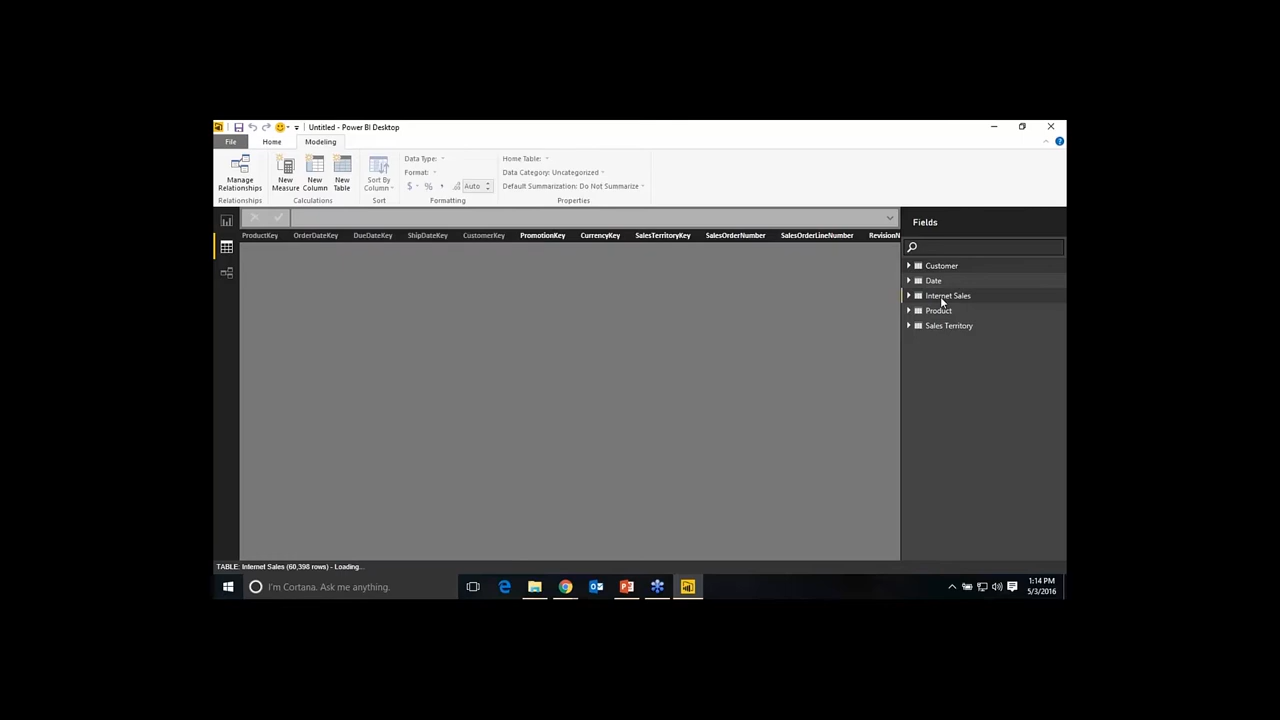 Untitled - Power BI Desktop
File Home Modeling
Manage Relationships
New Measure
New Column
New Table
Sort By Column
Data Type:
Format:
$ % , Auto
Home Table:
Data Category: Uncategorized
Default Summarization: Do Not Summarize
Relationships Calculations Sort Formatting Properties
Fields
ProductKey OrderDateKey DueDateKey ShipDateKey CustomerKey PromotionKey CurrencyKey SalesTerritoryKey SalesOrderNumber SalesOrderLineNumber RevisionN
Customer
Date
Internet Sales
Product
Sales Territory
TABLE: Internet Sales (60,398 rows) - Loading...
I'm Cortana. Ask me anything.
1:14 PM
5/3/2016